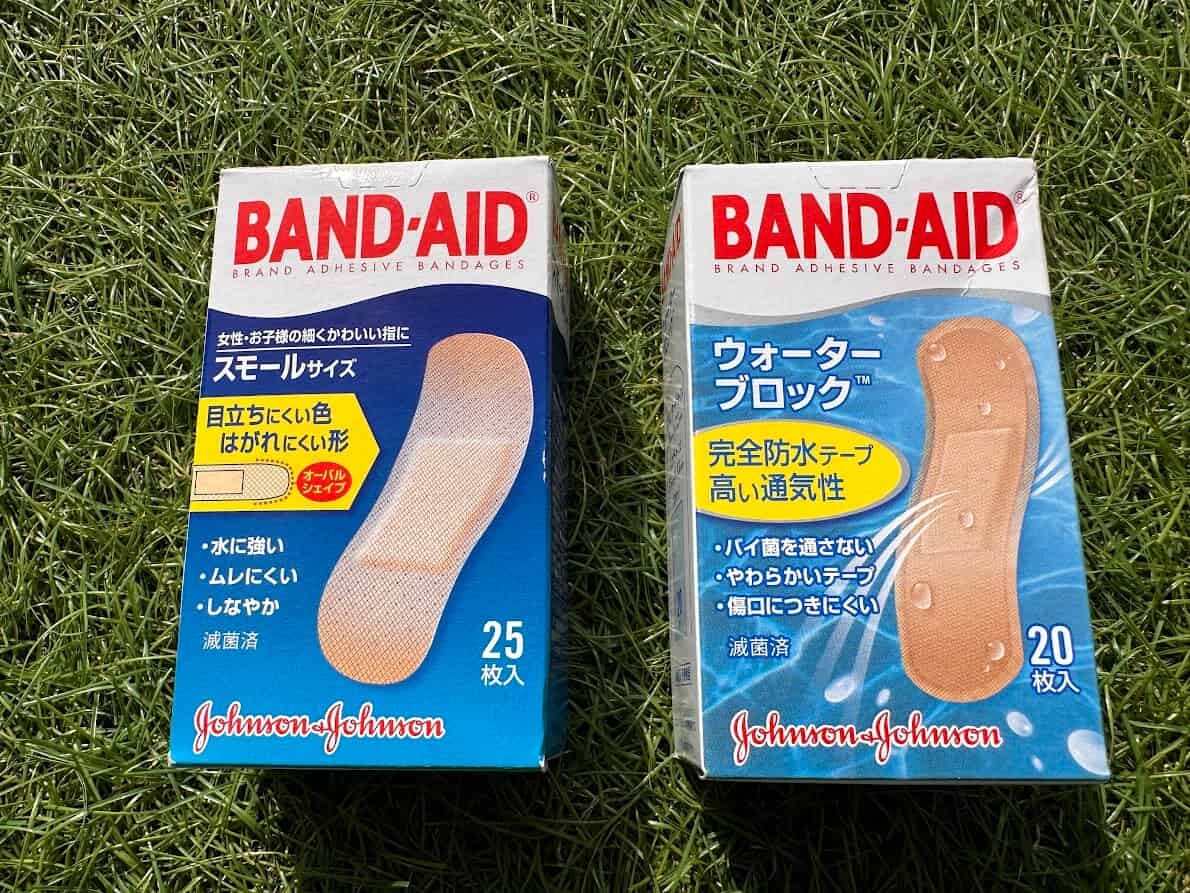 BAND-AID®
BRAND ADHESIVE BANDAGES
女性・お子様の細くかわいい指に
スモールサイズ
目立ちにくい色
はがれにくい形
オーバル
シェイプ
・水に強い
・ムレにくい
・しなやか
滅菌済
25
枚入
Johnson & Johnson
BAND-AID®
BRAND ADHESIVE BANDAGES
ウォーター
ブロック™
完全防水テープ
高い通気性
・バイ菌を通さない
・やわらかいテープ
・傷口につきにくい
滅菌済
20
枚入
Johnson & Johnson